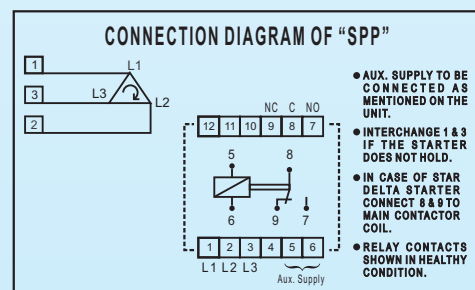 CONNECTION DIAGRAM OF “SPP”
1
L1
3
L3
L2
2
NC C NO
12 11 10 9 8 7
5
8
6
9
7
1 2 3 4 5 6
L1 L2 L3
Aux. Supply
● AUX. SUPPLY TO BE
CONNECTED AS
MENTIONED ON THE
UNIT.
● INTERCHANGE 1 & 3
IF THE STARTER
DOES NOT HOLD.
● IN CASE OF STAR
DELTA STARTER
CONNECT 8 & 9 TO
MAIN CONTACTOR
COIL.
● RELAY CONTACTS
SHOWN IN HEALTHY
CONDITION.